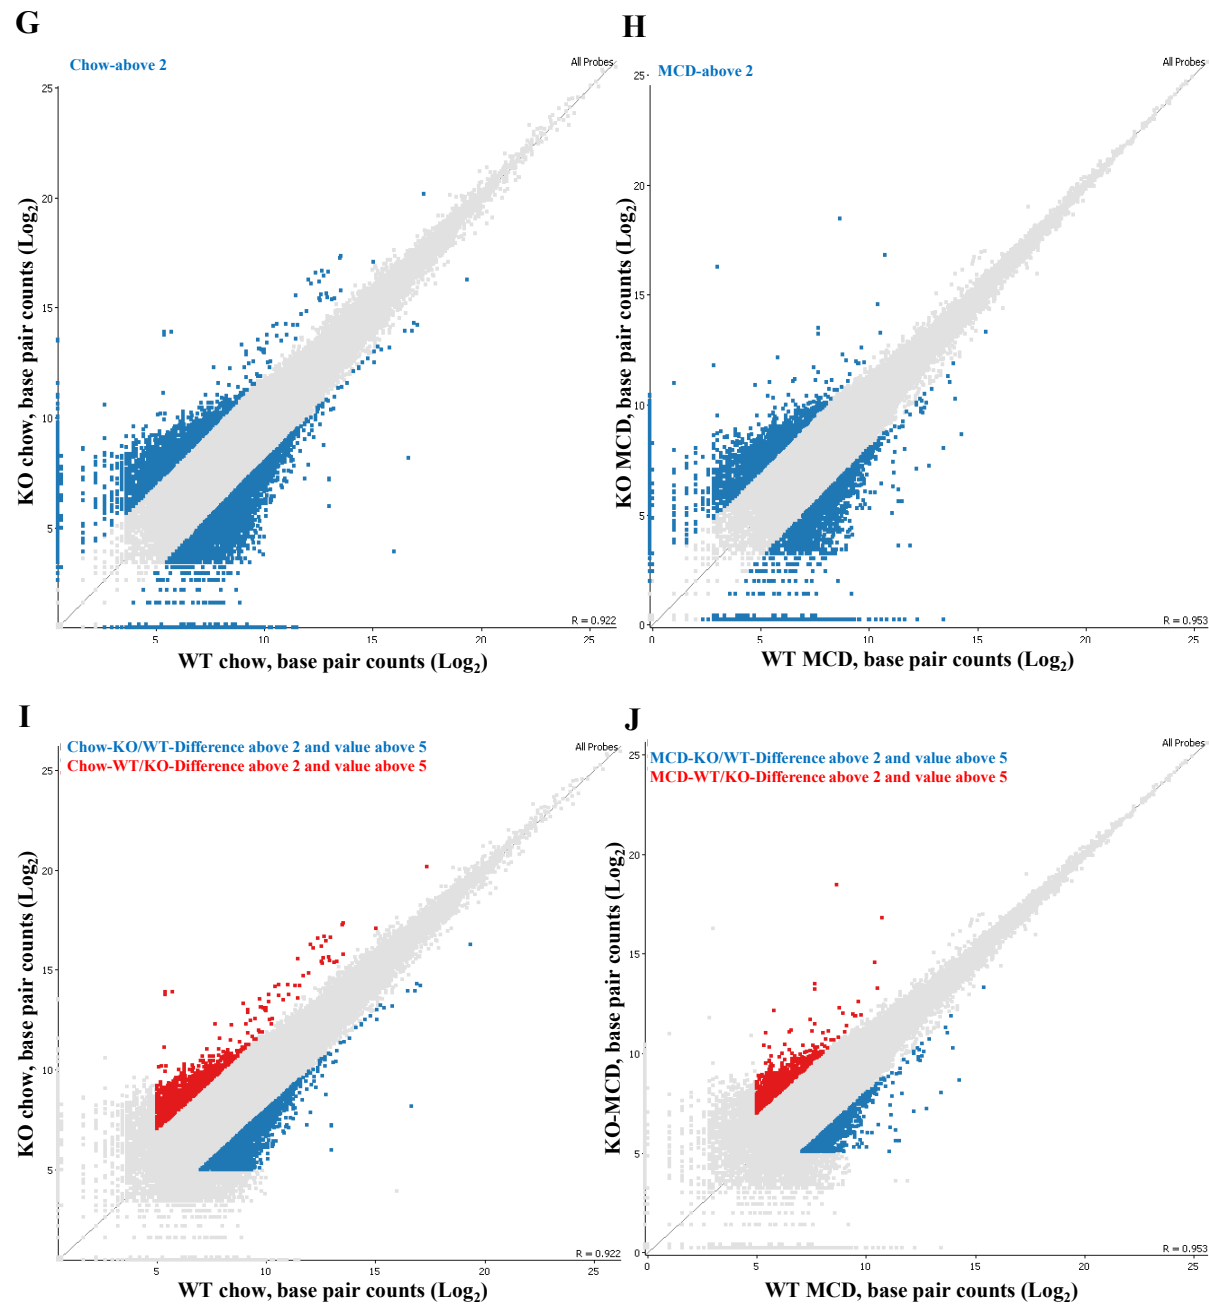 G
Chow-above 2
All Probes
25
20
15
10
5
KO chow, base pair counts (Log2)
R = 0.922
5 10 15 20 25
WT chow, base pair counts (Log2)
H
MCD-above 2
All Probes
25
20
15
10
5
0
KO MCD, base pair counts (Log2)
R = 0.953
0 5 10 15 20 25
WT MCD, base pair counts (Log2)
I
Chow-KO/WT-Difference above 2 and value above 5
Chow-WT/KO-Difference above 2 and value above 5
All Probes
25
20
15
10
5
KO chow, base pair counts (Log2)
R = 0.922
5 10 15 20 25
WT chow, base pair counts (Log2)
J
MCD-KO/WT-Difference above 2 and value above 5
MCD-WT/KO-Difference above 2 and value above 5
All Probes
25
20
15
10
5
0
KO-MCD, base pair counts (Log2)
R = 0.953
0 5 10 15 20 25
WT MCD, base pair counts (Log2)